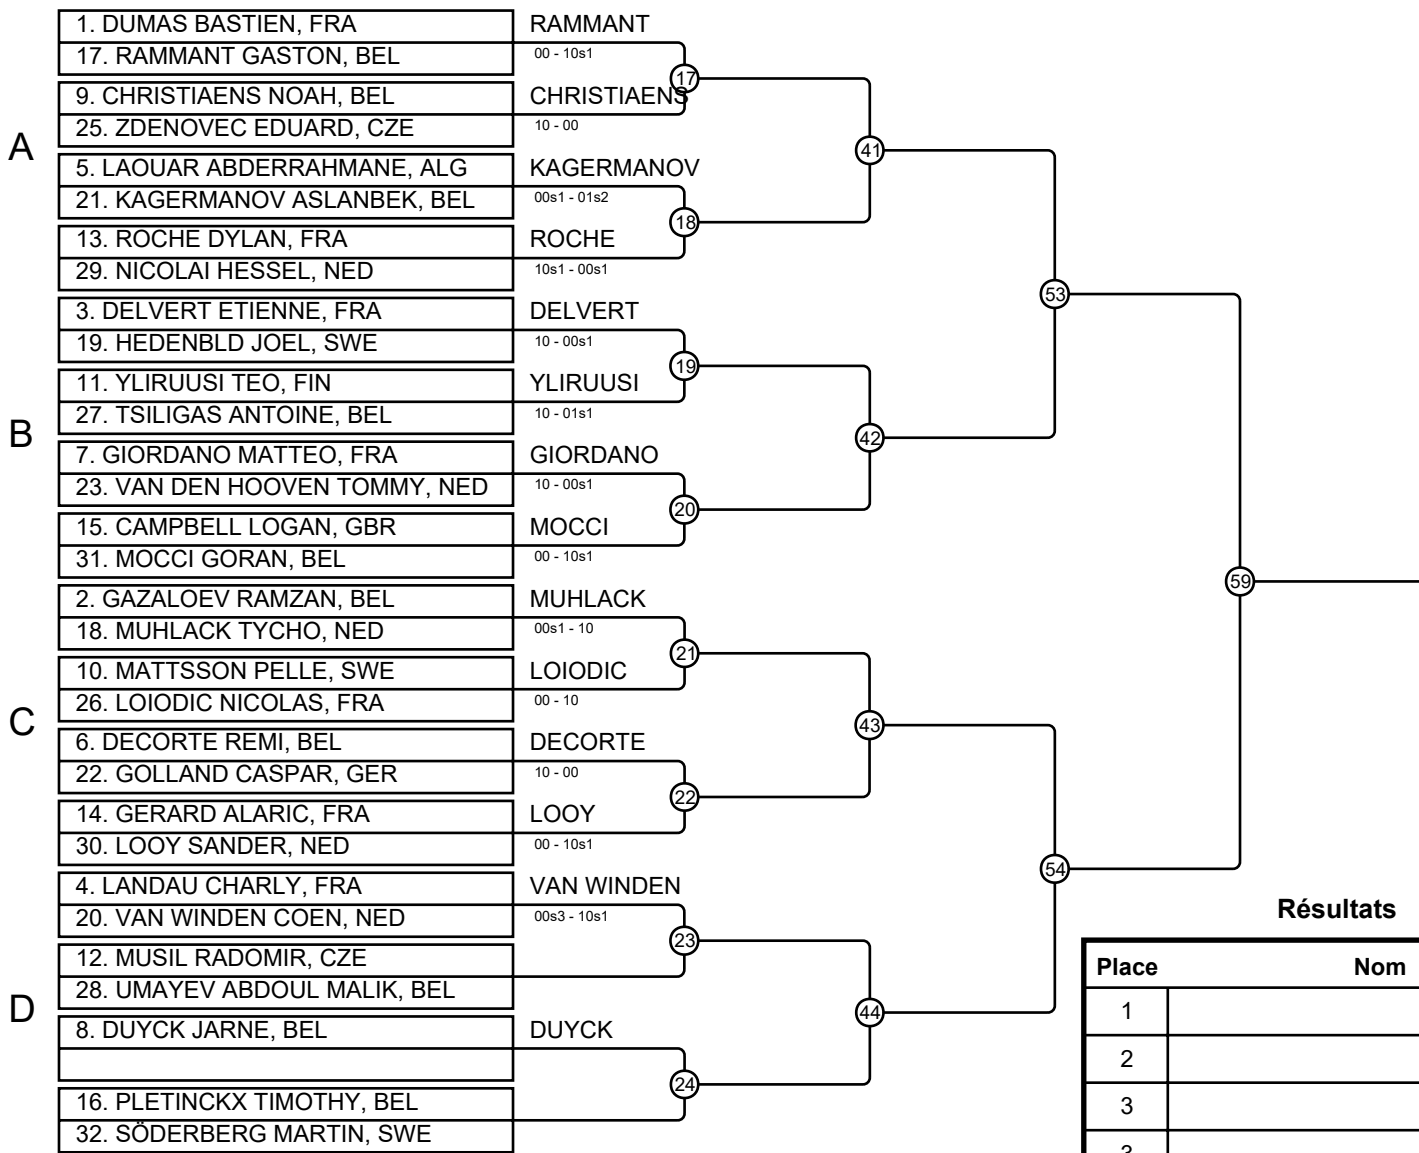 1. DUMAS BASTIEN, FRA
RAMMANT
17. RAMMANT GASTON, BEL
00 - 10s1
17
9. CHRISTIAENS NOAH, BEL
CHRISTIAENS
25. ZDENOVEC EDUARD, CZE
10 - 00
A
41
5. LAOUAR ABDERRAHMANE, ALG
KAGERMANOV
21. KAGERMANOV ASLANBEK, BEL
00s1 - 01s2
18
13. ROCHE DYLAN, FRA
ROCHE
29. NICOLAI HESSEL, NED
10s1 - 00s1
53
3. DELVERT ETIENNE, FRA
DELVERT
19. HEDENBLD JOEL, SWE
10 - 00s1
19
11. YLIRUUSI TEO, FIN
YLIRUUSI
27. TSILIGAS ANTOINE, BEL
10 - 01s1
B
42
7. GIORDANO MATTEO, FRA
GIORDANO
23. VAN DEN HOOVEN TOMMY, NED
10 - 00s1
20
15. CAMPBELL LOGAN, GBR
MOCCI
31. MOCCI GORAN, BEL
00 - 10s1
59
2. GAZALOEV RAMZAN, BEL
MUHLACK
18. MUHLACK TYCHO, NED
00s1 - 10
21
10. MATTSSON PELLE, SWE
LOIODIC
26. LOIODIC NICOLAS, FRA
00 - 10
C
43
6. DECORTE REMI, BEL
DECORTE
22. GOLLAND CASPAR, GER
10 - 00
22
14. GERARD ALARIC, FRA
LOOY
30. LOOY SANDER, NED
00 - 10s1
54
4. LANDAU CHARLY, FRA
VAN WINDEN
20. VAN WINDEN COEN, NED
00s3 - 10s1
23
12. MUSIL RADOMIR, CZE
28. UMAYEV ABDOUL MALIK, BEL
D
44
8. DUYCK JARNE, BEL
DUYCK
24
16. PLETINCKX TIMOTHY, BEL
32. SÖDERBERG MARTIN, SWE
Résultats
Place Nom
1
2
3
3